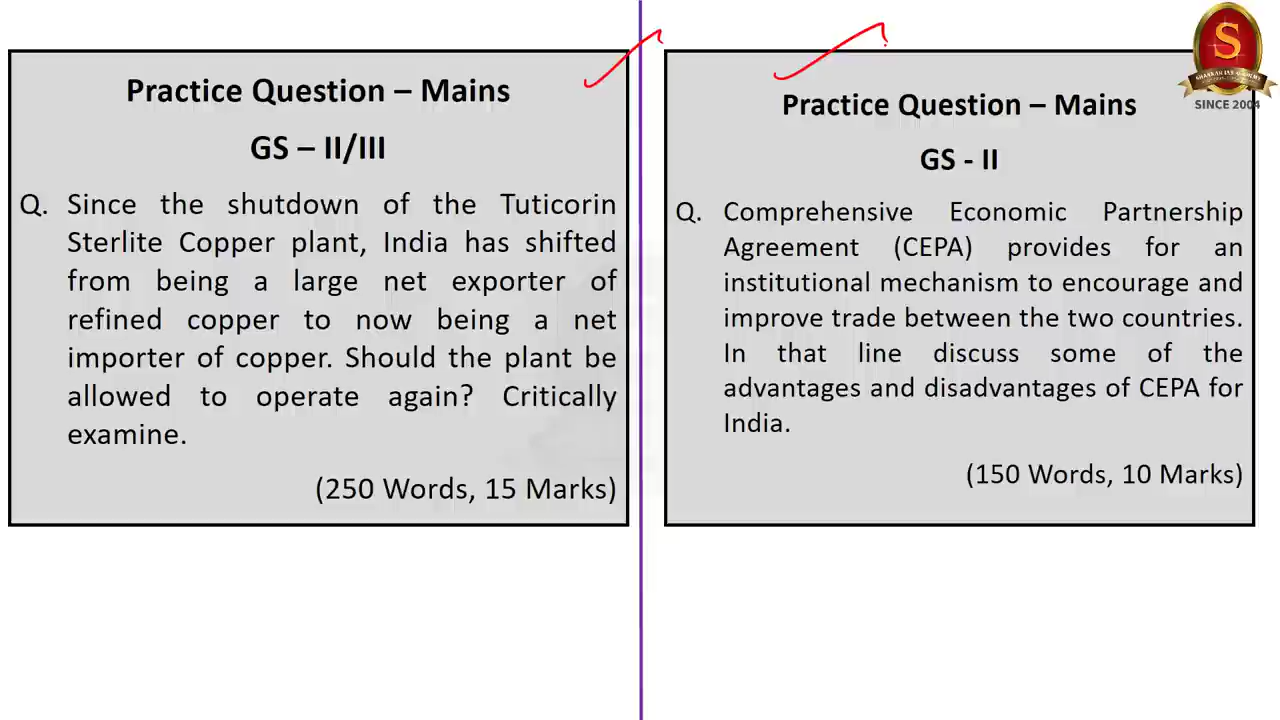 Practice Question – Mains
GS – II/III
Q. Since the shutdown of the Tuticorin
Sterlite Copper plant, India has shifted
from being a large net exporter of
refined copper to now being a net
importer of copper. Should the plant be
allowed to operate again? Critically
examine.
(250 Words, 15 Marks)
Practice Question – Mains
GS - II
Q. Comprehensive Economic Partnership
Agreement (CEPA) provides for an
institutional mechanism to encourage and
improve trade between the two countries.
In that line discuss some of the
advantages and disadvantages of CEPA for
India.
(150 Words, 10 Marks)
S
SHANKAR IAS ACADEMY
SINCE 2004